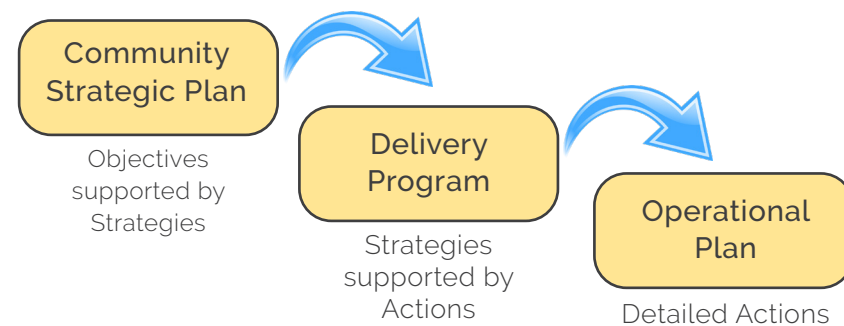 Community
Strategic Plan
Objectives
supported by
Strategies
Delivery
Program
Strategies
supported by
Actions
Operational
Plan
Detailed Actions